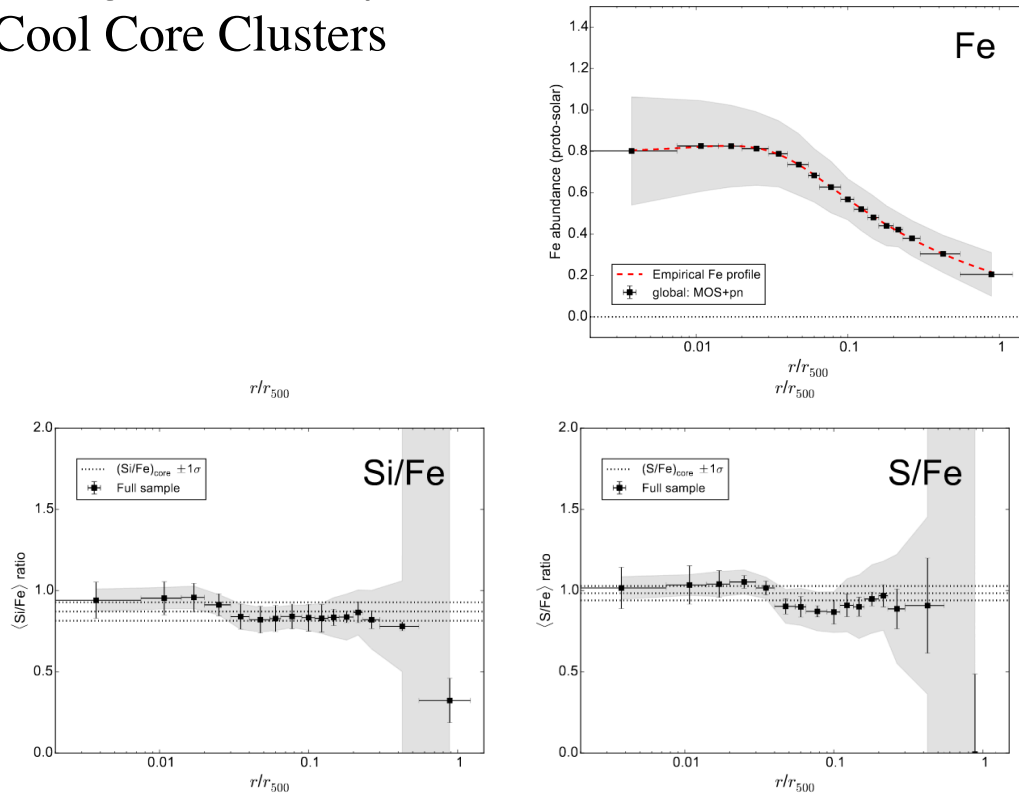 Cool Core Clusters
Fe
Fe abundance (proto-solar)
1.4
1.2
1.0
0.8
0.6
0.4
0.2
0.0
Empirical Fe profile
global: MOS+pn
0.01 0.1 1
r/r500
r/r500
r/r500
Si/Fe
⟨Si/Fe⟩ ratio
2.0
1.5
1.0
0.5
0.0
(Si/Fe)core ±1σ
Full sample
0.01 0.1 1
r/r500
S/Fe
⟨S/Fe⟩ ratio
2.0
1.5
1.0
0.5
0.0
(S/Fe)core ±1σ
Full sample
0.01 0.1 1
r/r500